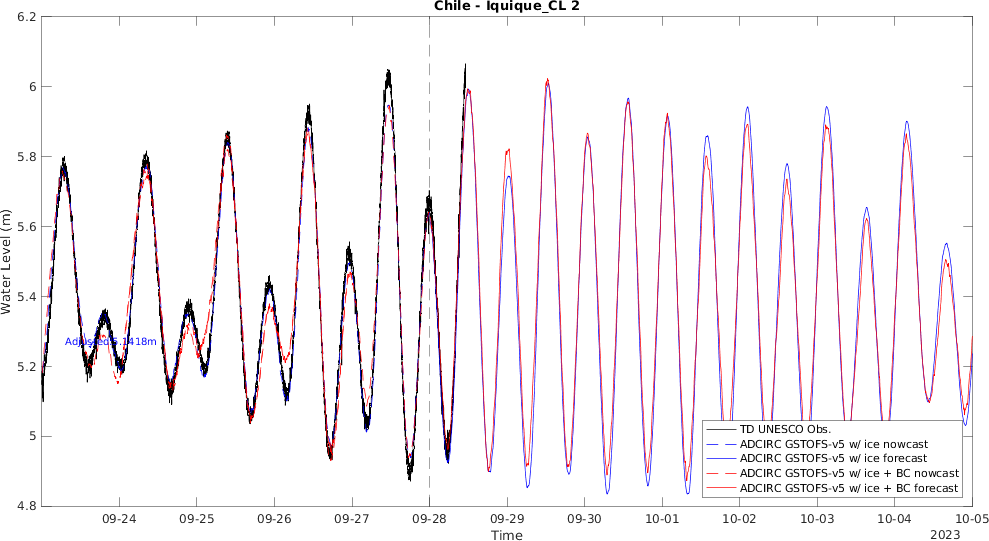 Chile - Iquique_CL 2
6.2
6
5.8
5.6
5.4
5.2
5
4.8
Water Level (m)
09-24 09-25 09-26 09-27 09-28 09-29 09-30 10-01 10-02 10-03 10-04 10-05
Time
2023
TD UNESCO Obs.
ADCIRC GSTOFS-v5 w/ ice nowcast
ADCIRC GSTOFS-v5 w/ ice forecast
ADCIRC GSTOFS-v5 w/ ice + BC nowcast
ADCIRC GSTOFS-v5 w/ ice + BC forecast